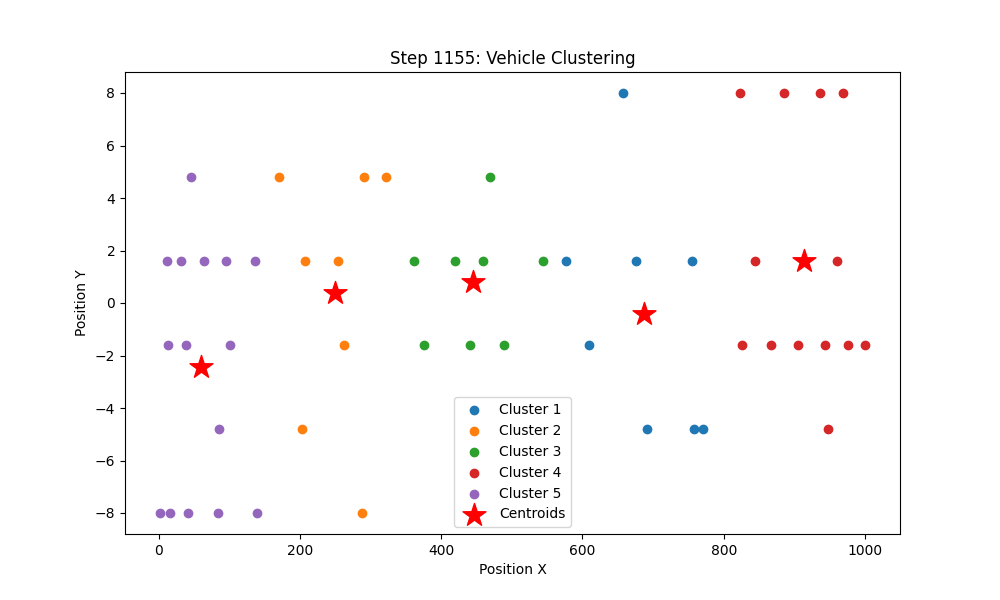 Step 1155: Vehicle Clustering
Position Y
8
6
4
2
0
−2
−4
−6
−8
Cluster 1
Cluster 2
Cluster 3
Cluster 4
Cluster 5
Centroids
0
200
400
600
800
1000
Position X